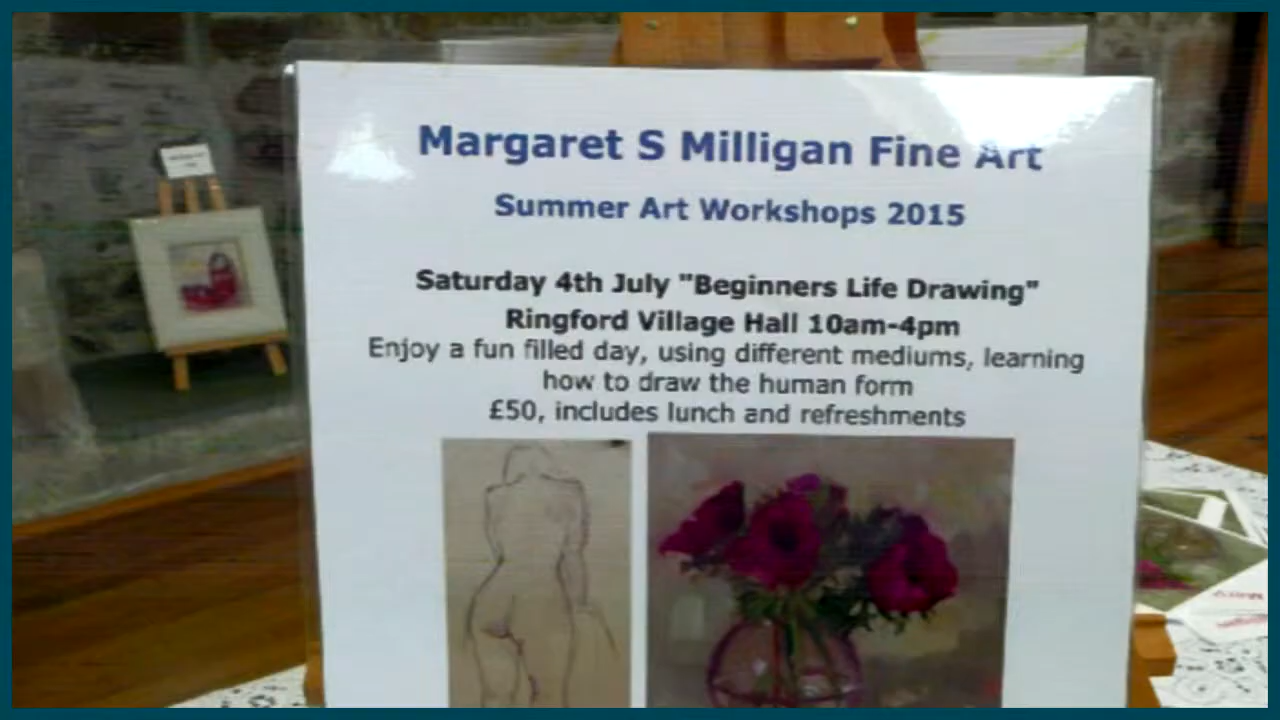 Margaret S Milligan Fine Art
Summer Art Workshops 2015
Saturday 4th July "Beginners Life Drawing"
Ringford Village Hall 10am-4pm
Enjoy a fun filled day, using different mediums, learning
how to draw the human form
£50, includes lunch and refreshments